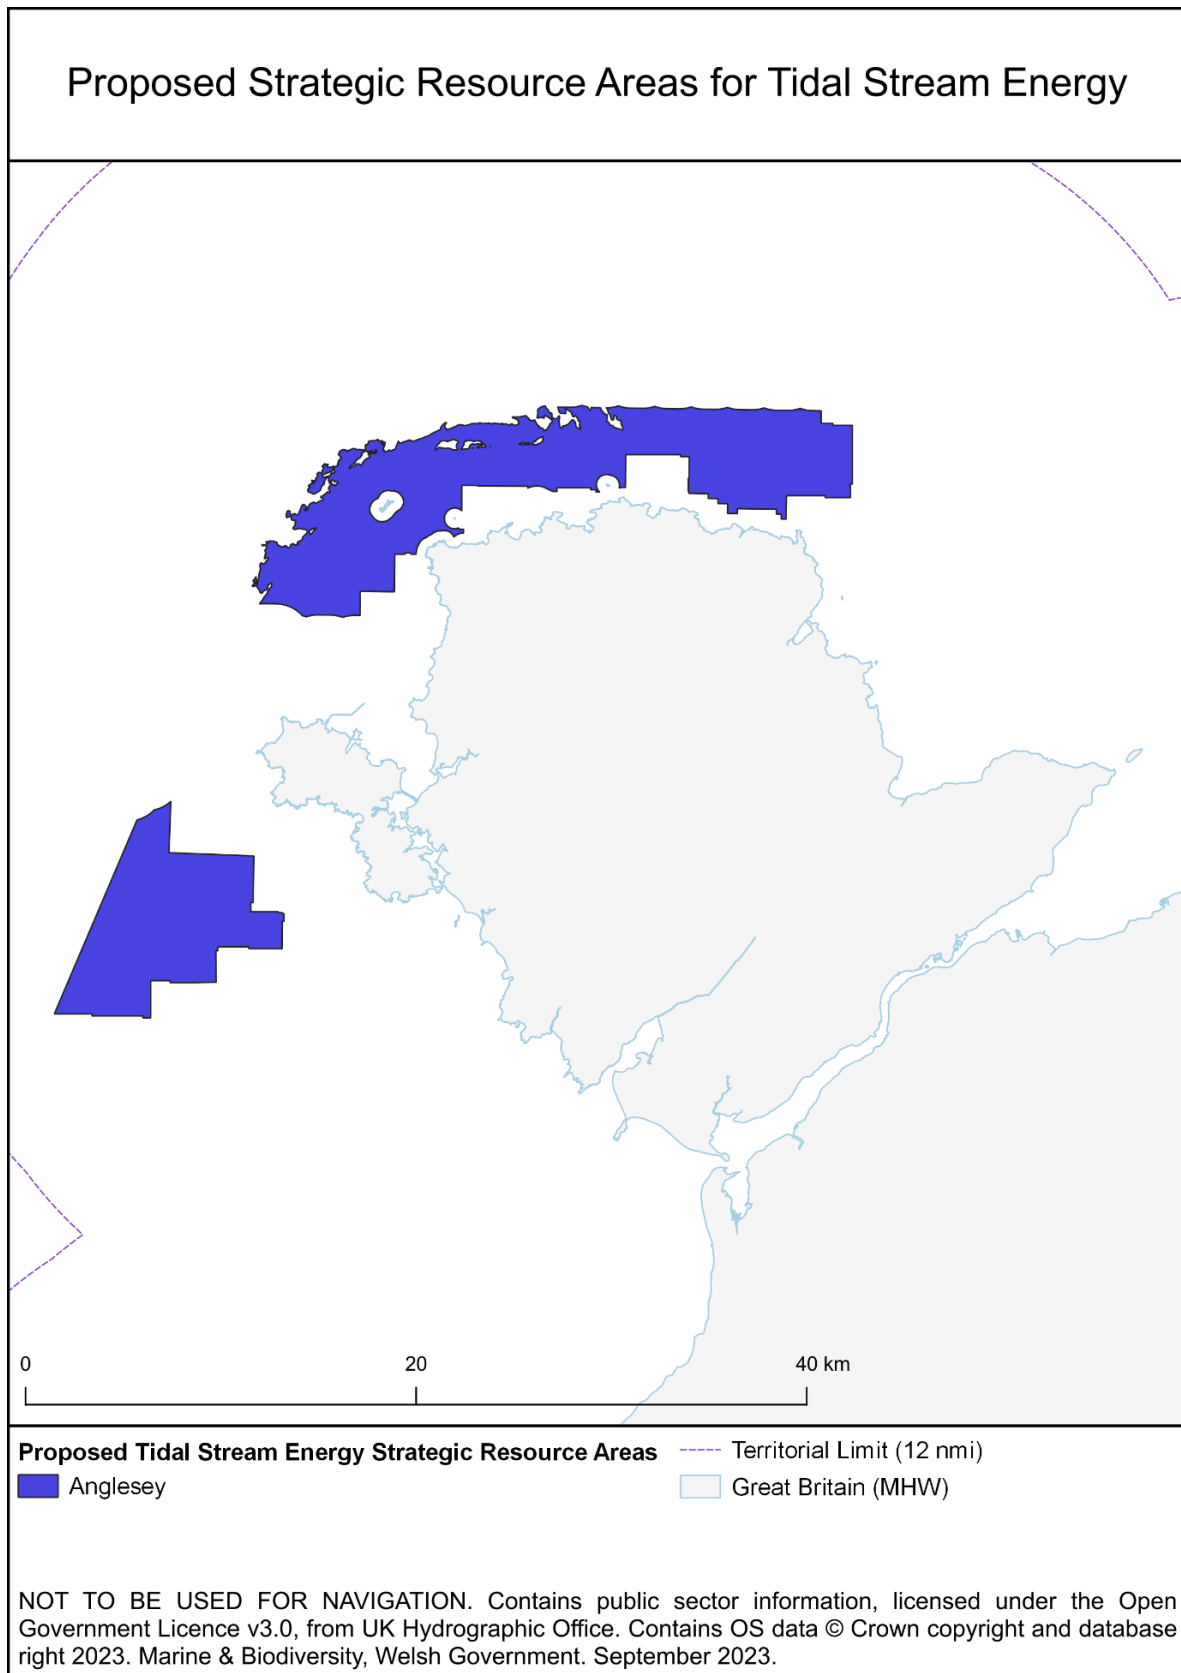 Proposed Strategic Resource Areas for Tidal Stream Energy
0
20
40 km
Proposed Tidal Stream Energy Strategic Resource Areas
Anglesey
Territorial Limit (12 nmi)
Great Britain (MHW)
NOT TO BE USED FOR NAVIGATION. Contains public sector information, licensed under the Open
Government Licence v3.0, from UK Hydrographic Office. Contains OS data © Crown copyright and database
right 2023. Marine & Biodiversity, Welsh Government. September 2023.